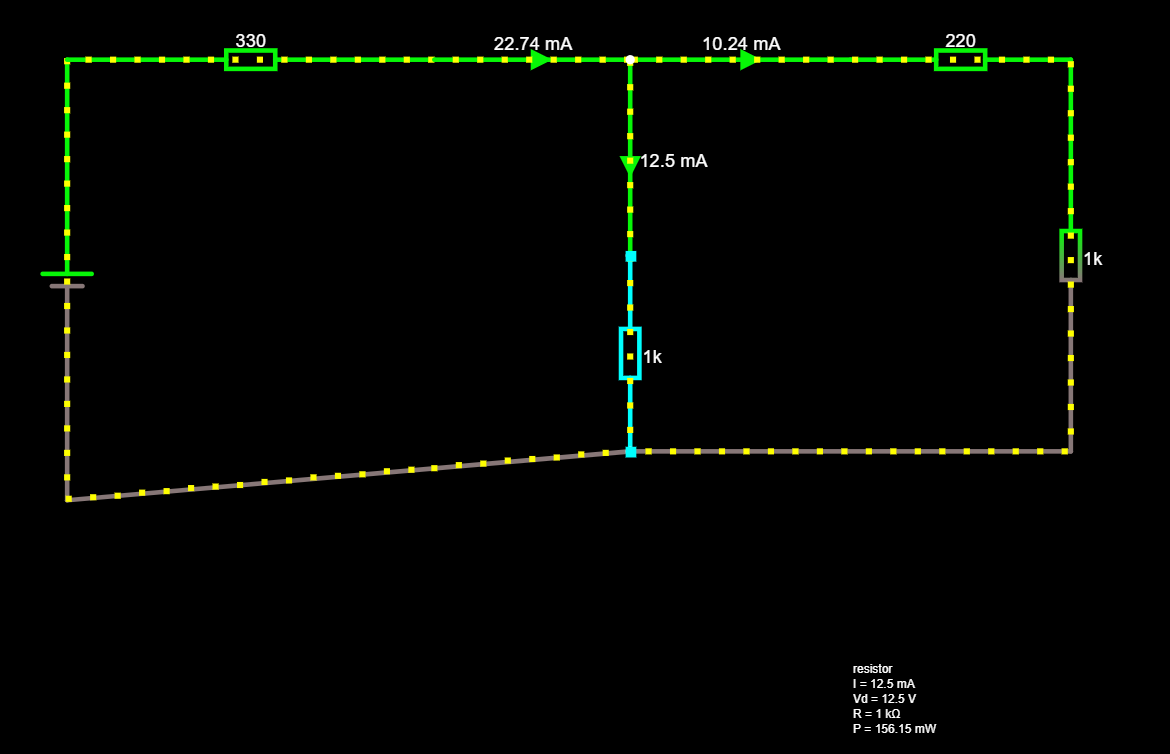 330
22.74 mA
10.24 mA
220
12.5 mA
1k
1k
resistor
I = 12.5 mA
Vd = 12.5 V
R = 1 kΩ
P = 156.15 mW